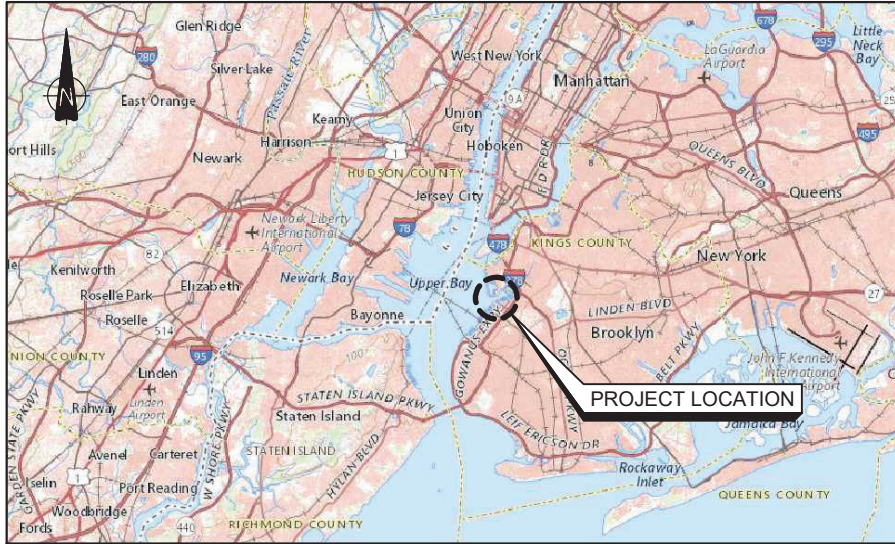 Glen Ridge
678
Little
Neck
Bay
280
295
LaGuardia
Airport
N
Silver Lake
Passaic River
West New York
Manhattan
9A
East Orange
Kearny
Union
City
25
495
Harrison
1
Hoboken
F D R DR
QUEENS BLVD
ort Hills
Newark
HUDSON COUNTY
Queens
Jersey City
Newark Liberty
International
Airport
78
478
KINGS COUNTY
New York
82
Kenilworth
Newark Bay
Upper Bay
278
Elizabeth
Roselle Park
LINDEN BLVD
27
Roselle
514
Bayonne
Brooklyn
GOWANUS EXPY
BELT PKWY
NION COUNTY
95
John F Kennedy
International
Airport
Linden
Linden
Airport
STATEN ISLAND PKWY
PROJECT LOCATION
Rahway
Staten Island
Jamaica Bay
GARDEN STATE PKWY
W SHORE PKWY
LEIF ERICSON DR
Avenel
Carteret
STATEN ISLAND
HYLAN BLVD
Iselin
1
Port Reading
Rockaway
Inlet
QUEENS COUNTY
Woodbridge
Fords
440
RICHMOND COUNTY